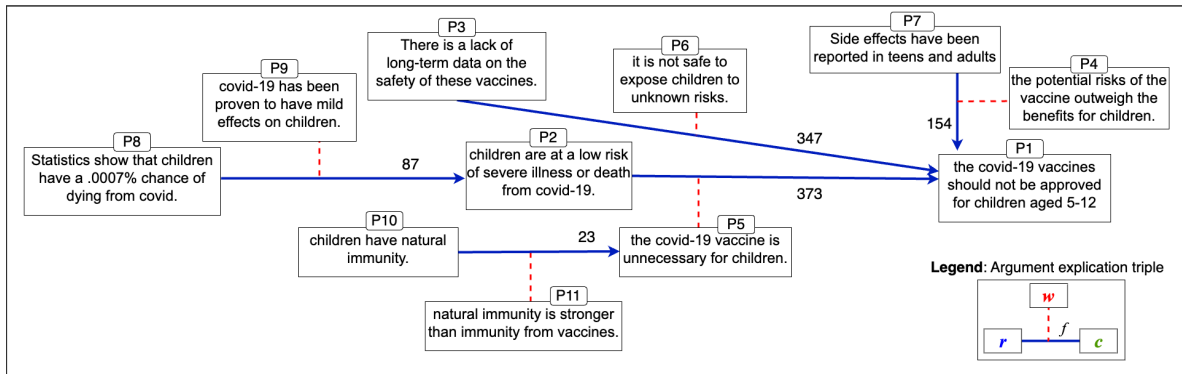 P3
There is a lack of
long-term data on the
safety of these vaccines.
P7
Side effects have been
reported in teens and adults
P6
it is not safe to
expose children to
unknown risks.
P9
covid-19 has been
proven to have mild
effects on children.
P4
the potential risks of the
vaccine outweigh the
benefits for children.
154
347
P8
Statistics show that children
have a .0007% chance of
dying from covid.
87
P2
children are at a low risk
of severe illness or death
from covid-19.
373
P1
the covid-19 vaccines
should not be approved
for children aged 5-12
P10
children have natural
immunity.
23
P5
the covid-19 vaccine is
unnecessary for children.
P11
natural immunity is stronger
than immunity from vaccines.
Legend: Argument explication triple
w
r
f
c